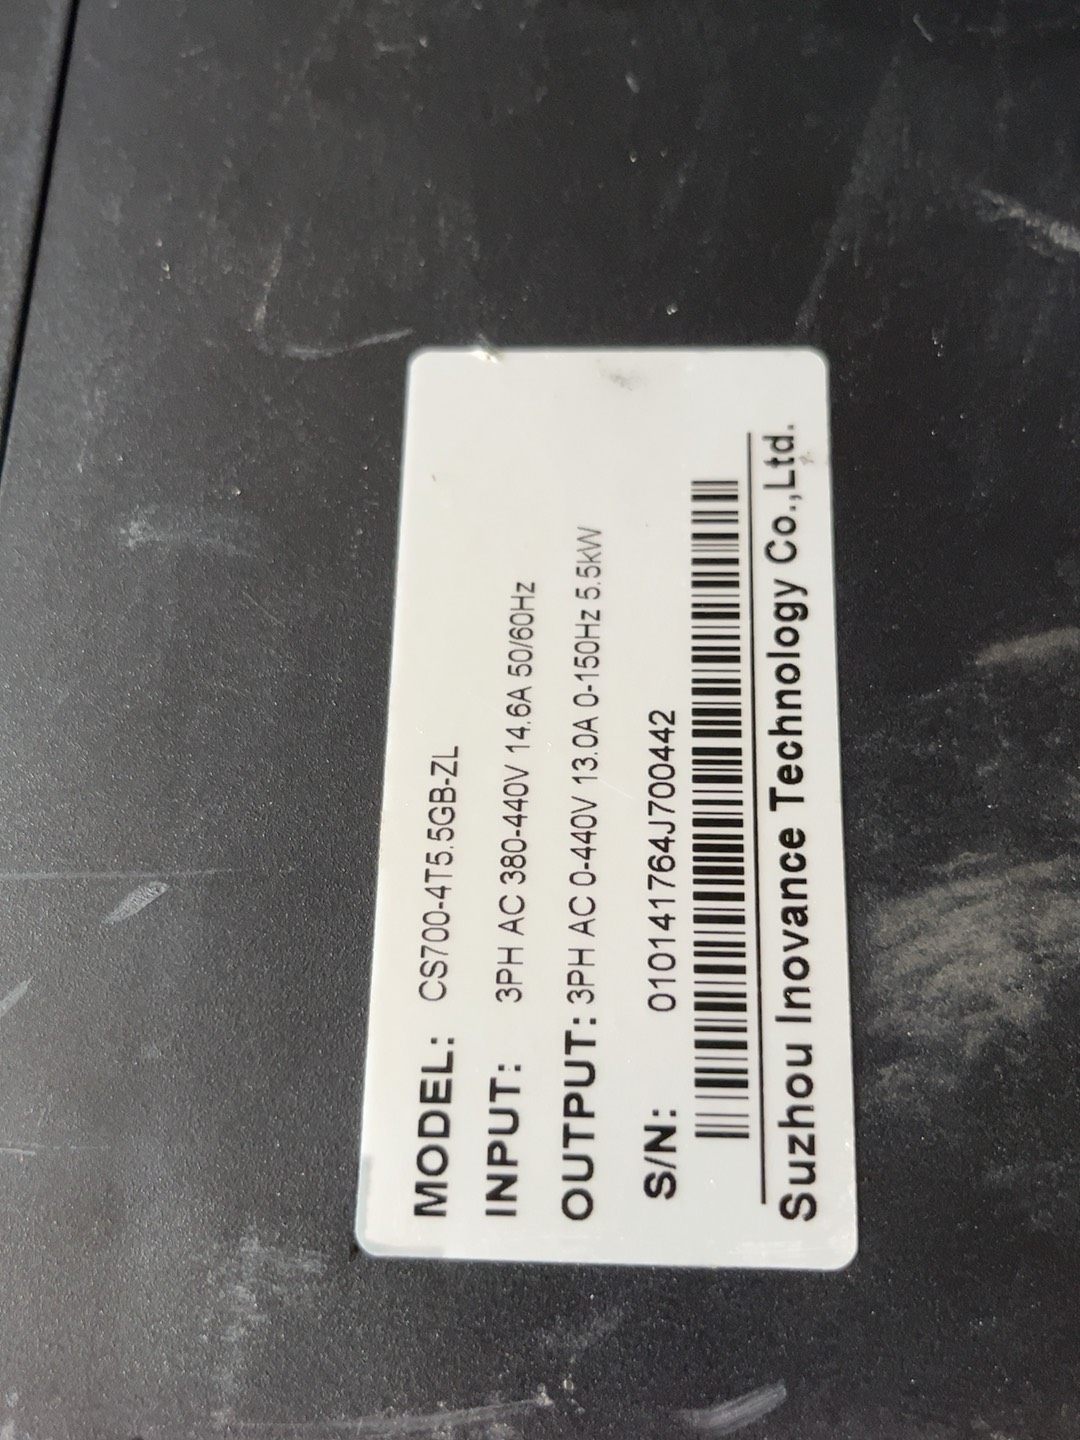 MODEL: CS700-4T5.5GB-ZL
INPUT: 3PH AC 380-440V 14.6A 50/60Hz
OUTPUT: 3PH AC 0-440V 13.0A 0-150Hz 5.5kW
S/N: 010141764J700442
Suzhou Inovance Technology Co.,Ltd.